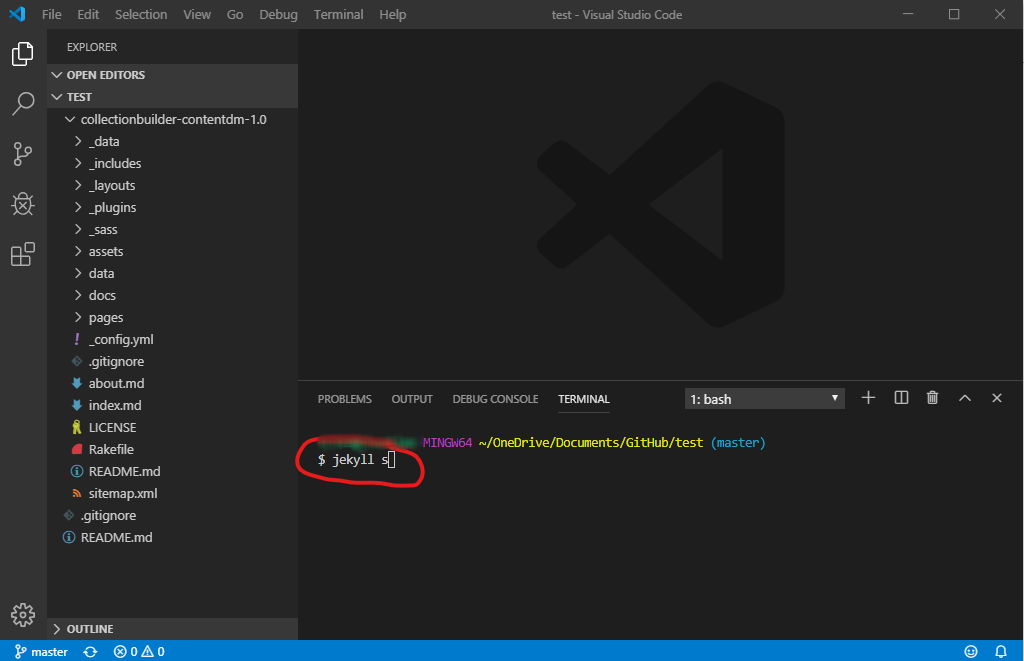 File Edit Selection View Go Debug Terminal Help test - Visual Studio Code
EXPLORER
OPEN EDITORS
TEST
collectionbuilder-contentdm-1.0
_data
_includes
_layouts
_plugins
_sass
assets
data
docs
pages
_config.yml
.gitignore
about.md
index.md
LICENSE
Rakefile
README.md
sitemap.xml
.gitignore
README.md
OUTLINE
PROBLEMS OUTPUT DEBUG CONSOLE TERMINAL 1: bash
MINGW64 ~/OneDrive/Documents/GitHub/test (master)
$ jekyll s
master 0 0